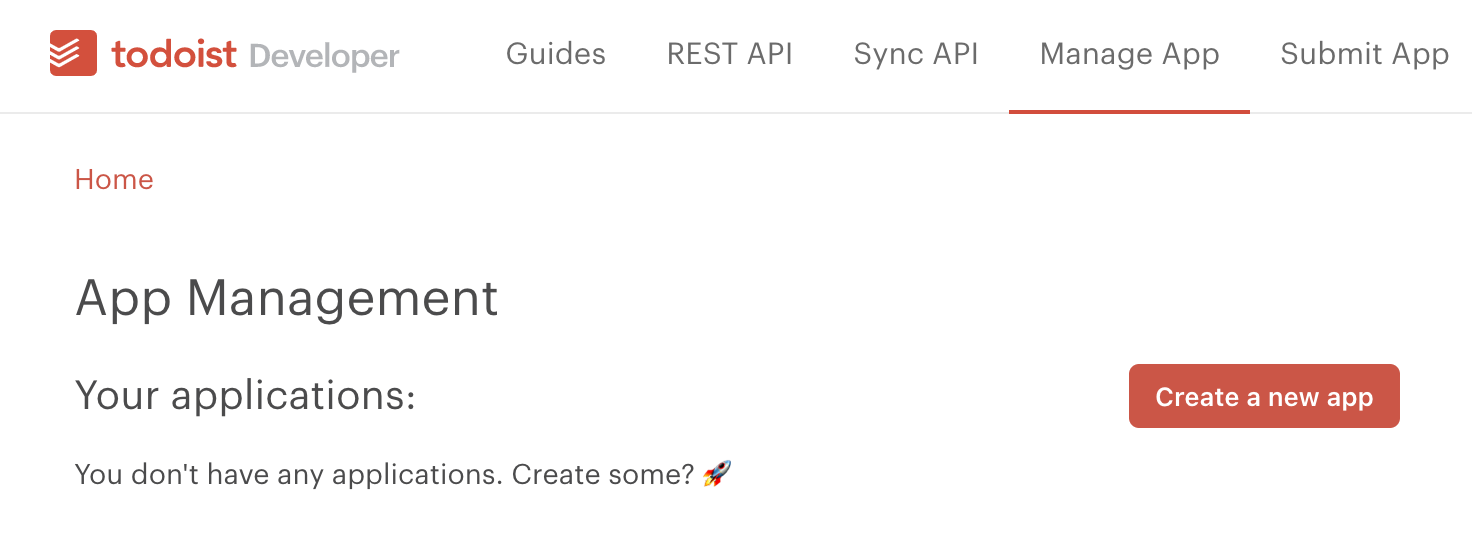 todoist Developer Guides REST API Sync API Manage App Submit App
Home
App Management
Your applications:
Create a new app
You don't have any applications. Create some? 🚀